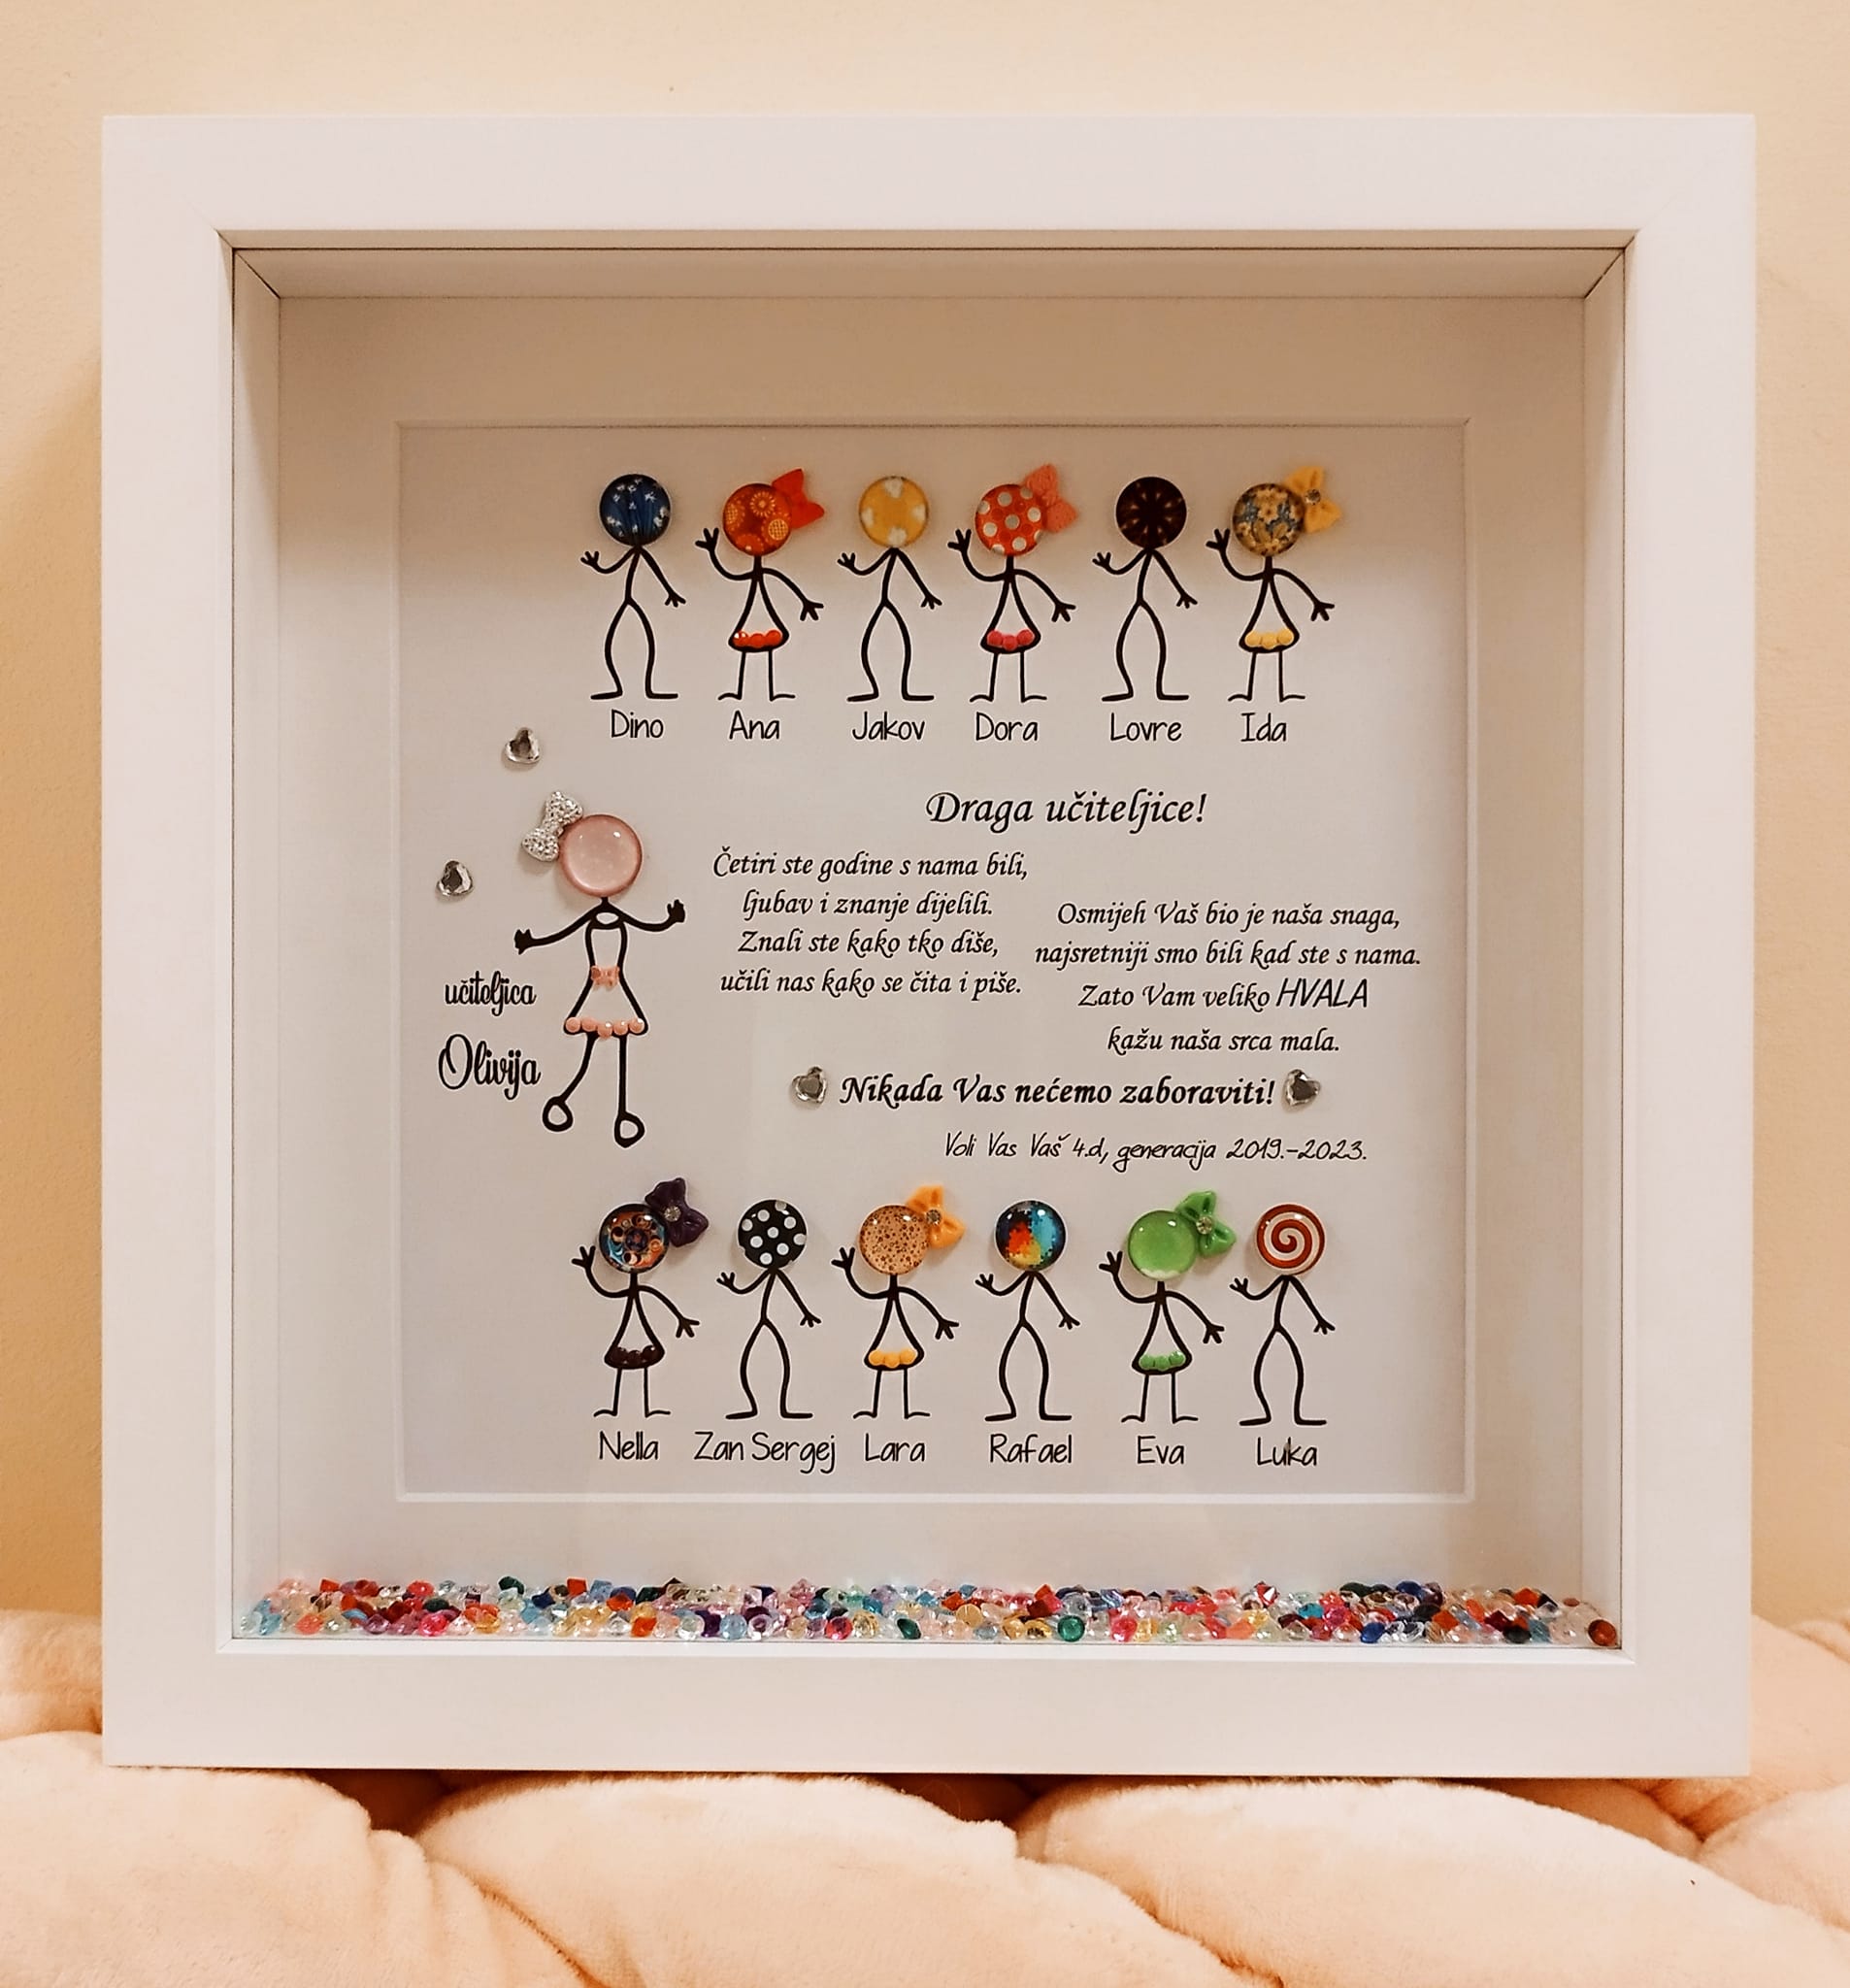 Dino Ana Jakov Dora Lovre Ida
Draga učiteljice!
Četiri ste godine s nama bili,
ljubav i znanje dijelili.
Znali ste kako tko diše,
učili nas kako se čita i piše.
Osmijeh Vaš bio je naša snaga,
najsretniji smo bili kad ste s nama.
Zato Vam veliko HVALA
kažu naša srca mala.
učiteljica
Olivija
Nikada Vas nećemo zaboraviti!
Voli Vas Vaš 4.d, generacija 2019.-2023.
Nella Zan Sergej Lara Rafael Eva Luka